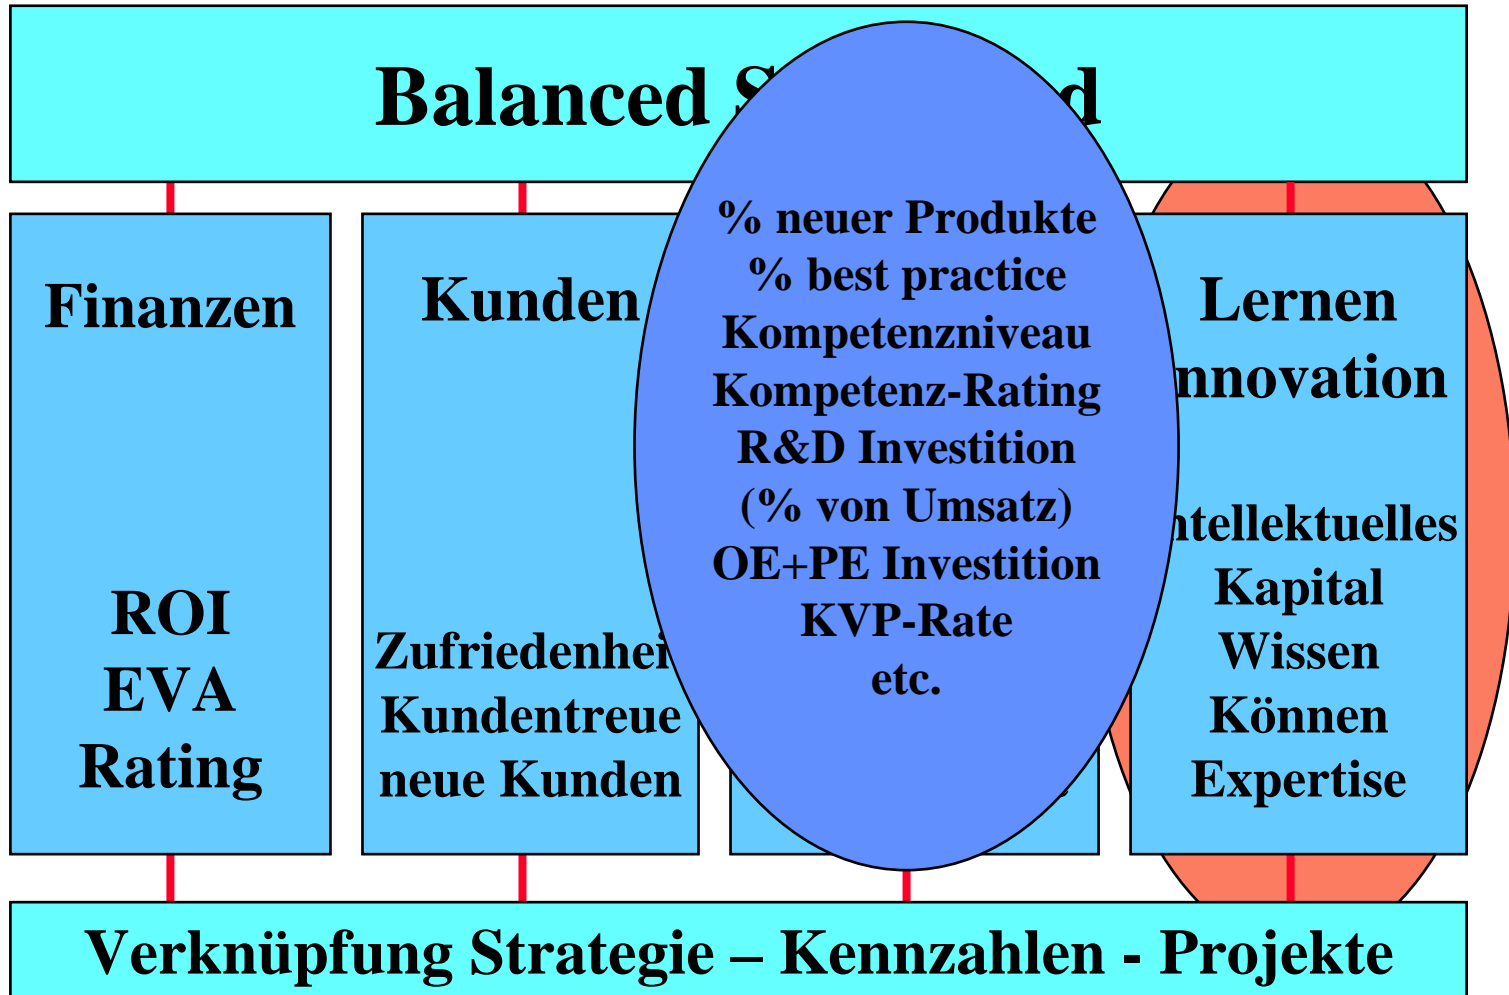 Balanced
Finanzen
ROI
EVA
Rating
Kunden
Zufriedenhei
Kundentreue
neue Kunden
% neuer Produkte
% best practice
Kompetenzniveau
Kompetenz-Rating
R&D Investition
(% von Umsatz)
OE+PE Investition
KVP-Rate
etc.
Lernen
nnovation
ntellektuelles
Kapital
Wissen
Können
Expertise
Verknüpfung Strategie – Kennzahlen - Projekte